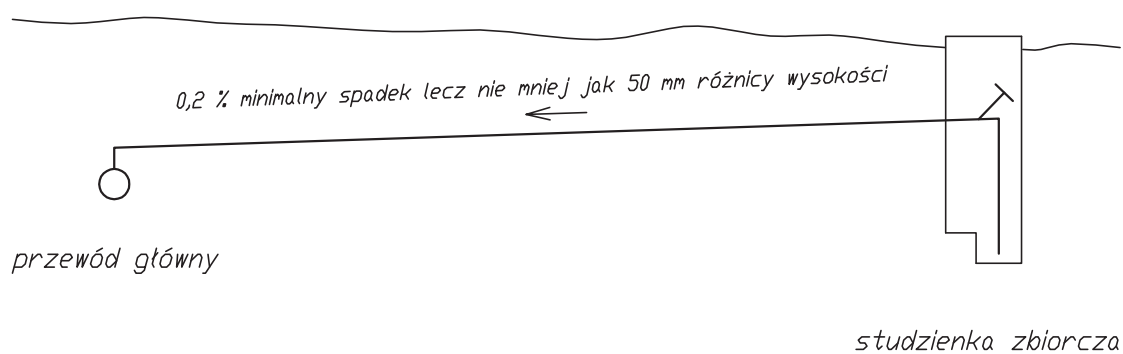 0,2 % minimalny spadek lecz nie mniej jak 50 mm różnicy wysokości
przewód główny
studzienka zbiorcza